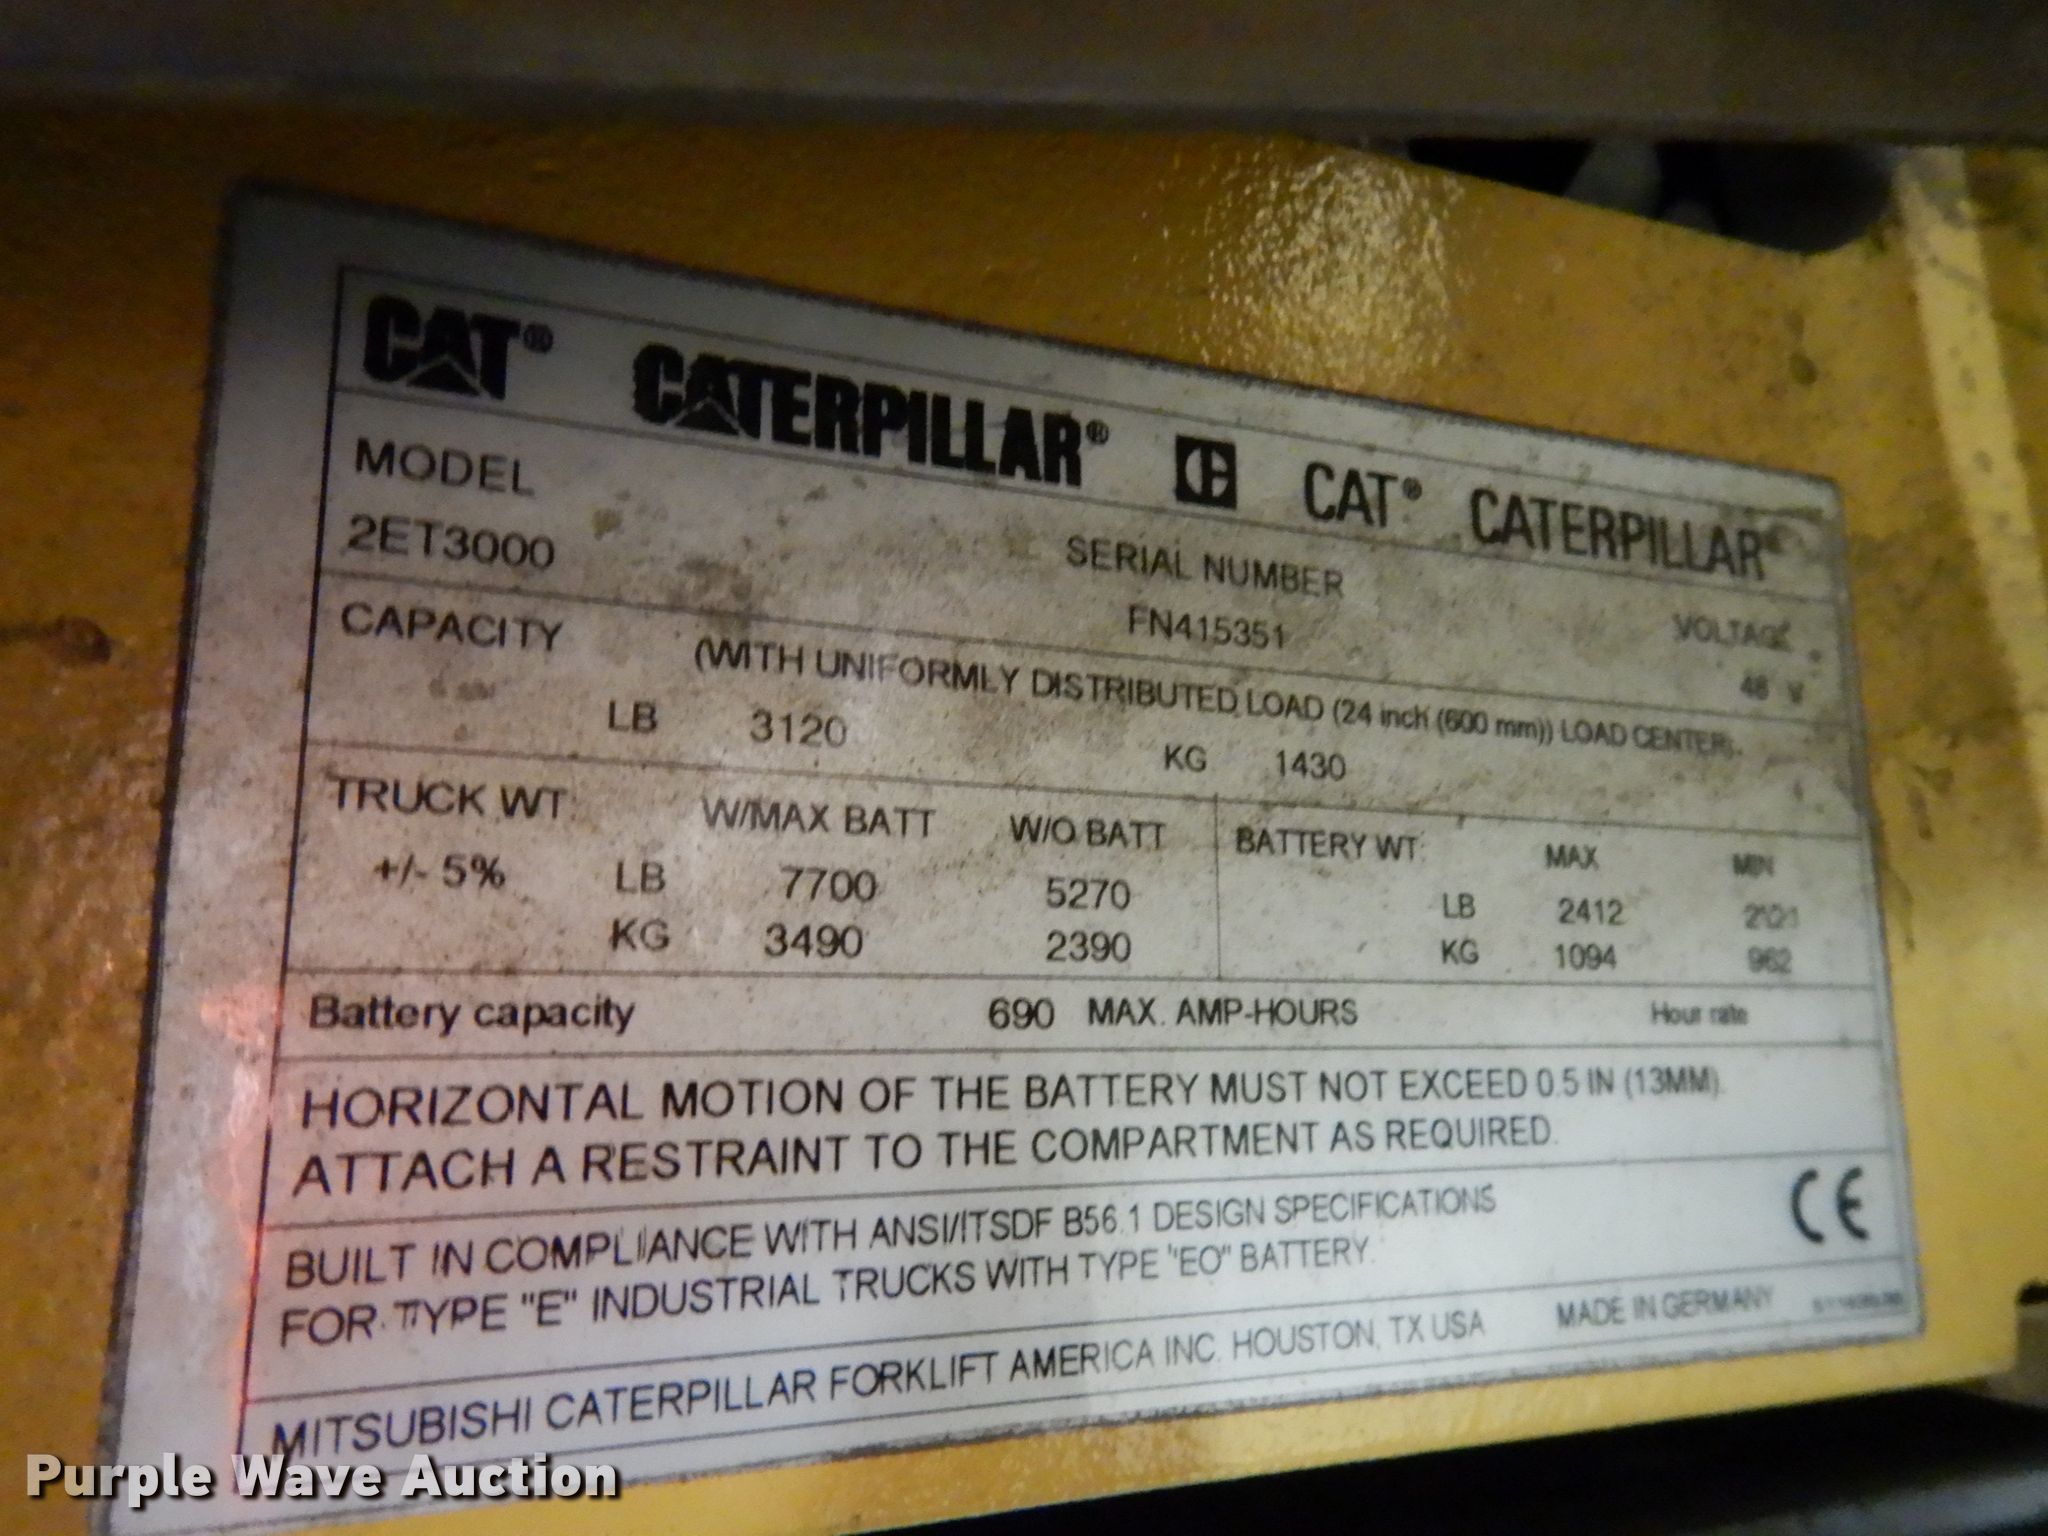 CAT® CATERPILLAR® CAT® CATERPILLAR®
MODEL SERIAL NUMBER VOLTAGE
2ET3000 FN415351 48 V
CAPACITY (WITH UNIFORMLY DISTRIBUTED LOAD (24 inch (600 mm)) LOAD CENTER)
LB 3120 KG 1430
TRUCK WT: W/MAX BATT W/O BATT BATTERY WT: MAX MIN
+/- 5% LB 7700 5270 LB 2412
KG 3490 2390 KG 1094 962
Battery capacity 690 MAX. AMP-HOURS Hour rate
HORIZONTAL MOTION OF THE BATTERY MUST NOT EXCEED 0.5 IN (13MM).
ATTACH A RESTRAINT TO THE COMPARTMENT AS REQUIRED.
BUILT IN COMPLIANCE WITH ANSI/ITSDF B56.1 DESIGN SPECIFICATIONS
FOR TYPE "E" INDUSTRIAL TRUCKS WITH TYPE "EO" BATTERY.
CE
MITSUBISHI CATERPILLAR FORKLIFT AMERICA INC. HOUSTON, TX USA MADE IN GERMANY
Purple Wave Auction